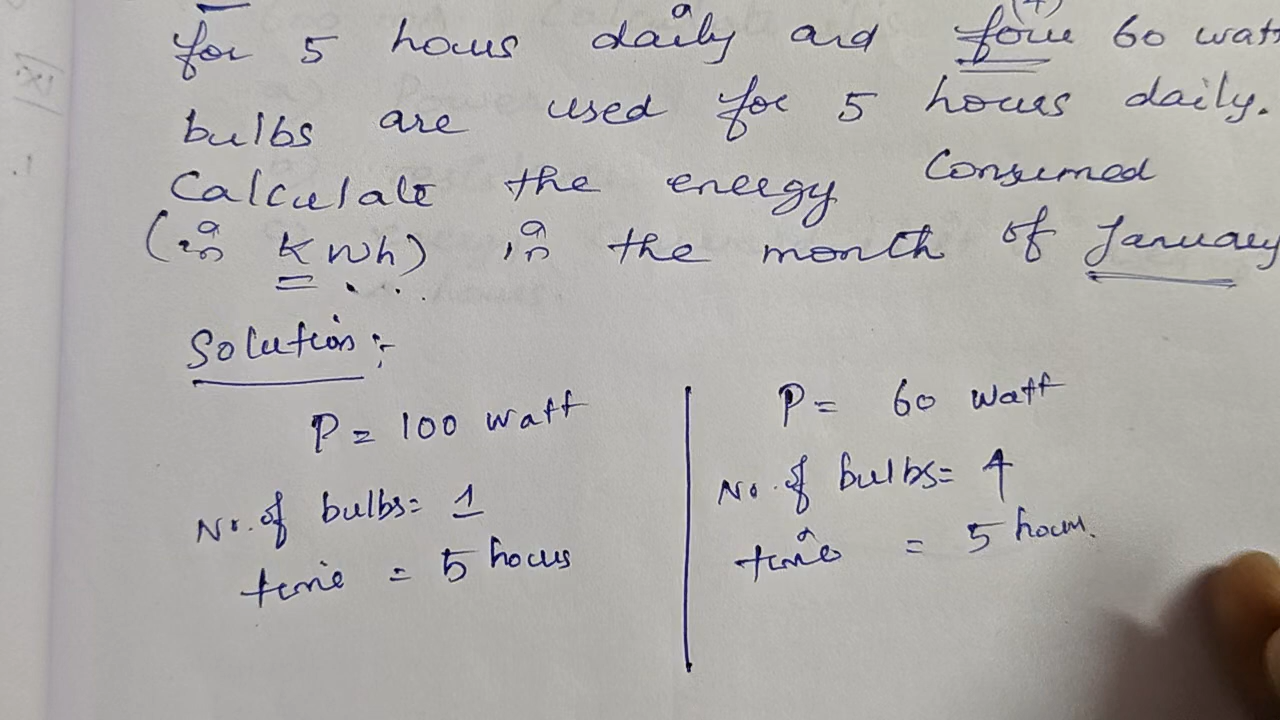 (4)
for 5 hours daily and four 60 watt
bulbs are used for 5 hours daily.
Calculate the energy consumed
(in kWh) in the month of January
Solution :-
P = 100 watt
No. of bulbs = 1
time = 5 hours
P = 60 watt
No. of bulbs = 4
time = 5 hours.